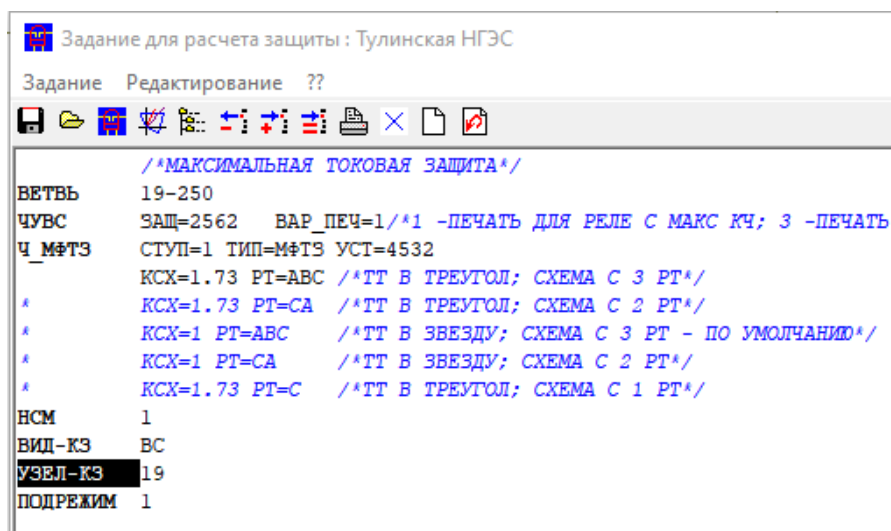 Задание для расчета защиты : Тулинская НГЭС
Задание Редактирование ??
/*МАКСИМАЛЬНАЯ ТОКОВАЯ ЗАЩИТА*/
ВЕТВЬ 19-250
ЧУВС ЗАЩ=2562 ВАР_ПЕЧ=1/*1 -ПЕЧАТЬ ДЛЯ РЕЛЕ С МАКС КЧ; 3 -ПЕЧАТЬ
Ч_МФТЗ СТУП=1 ТИП=МФТЗ УСТ=4532
КСХ=1.73 РТ=АВС /*ТТ В ТРЕУГОЛ; СХЕМА С 3 РТ*/
* КСХ=1.73 РТ=СА /*ТТ В ТРЕУГОЛ; СХЕМА С 2 РТ*/
* КСХ=1 РТ=АВС /*ТТ В ЗВЕЗДУ; СХЕМА С 3 РТ - ПО УМОЛЧАНИЮ*/
* КСХ=1 РТ=СА /*ТТ В ЗВЕЗДУ; СХЕМА С 2 РТ*/
* КСХ=1.73 РТ=С /*ТТ В ТРЕУГОЛ; СХЕМА С 1 РТ*/
НСМ 1
ВИД-КЗ ВС
УЗЕЛ-КЗ 19
ПОДРЕЖИМ 1